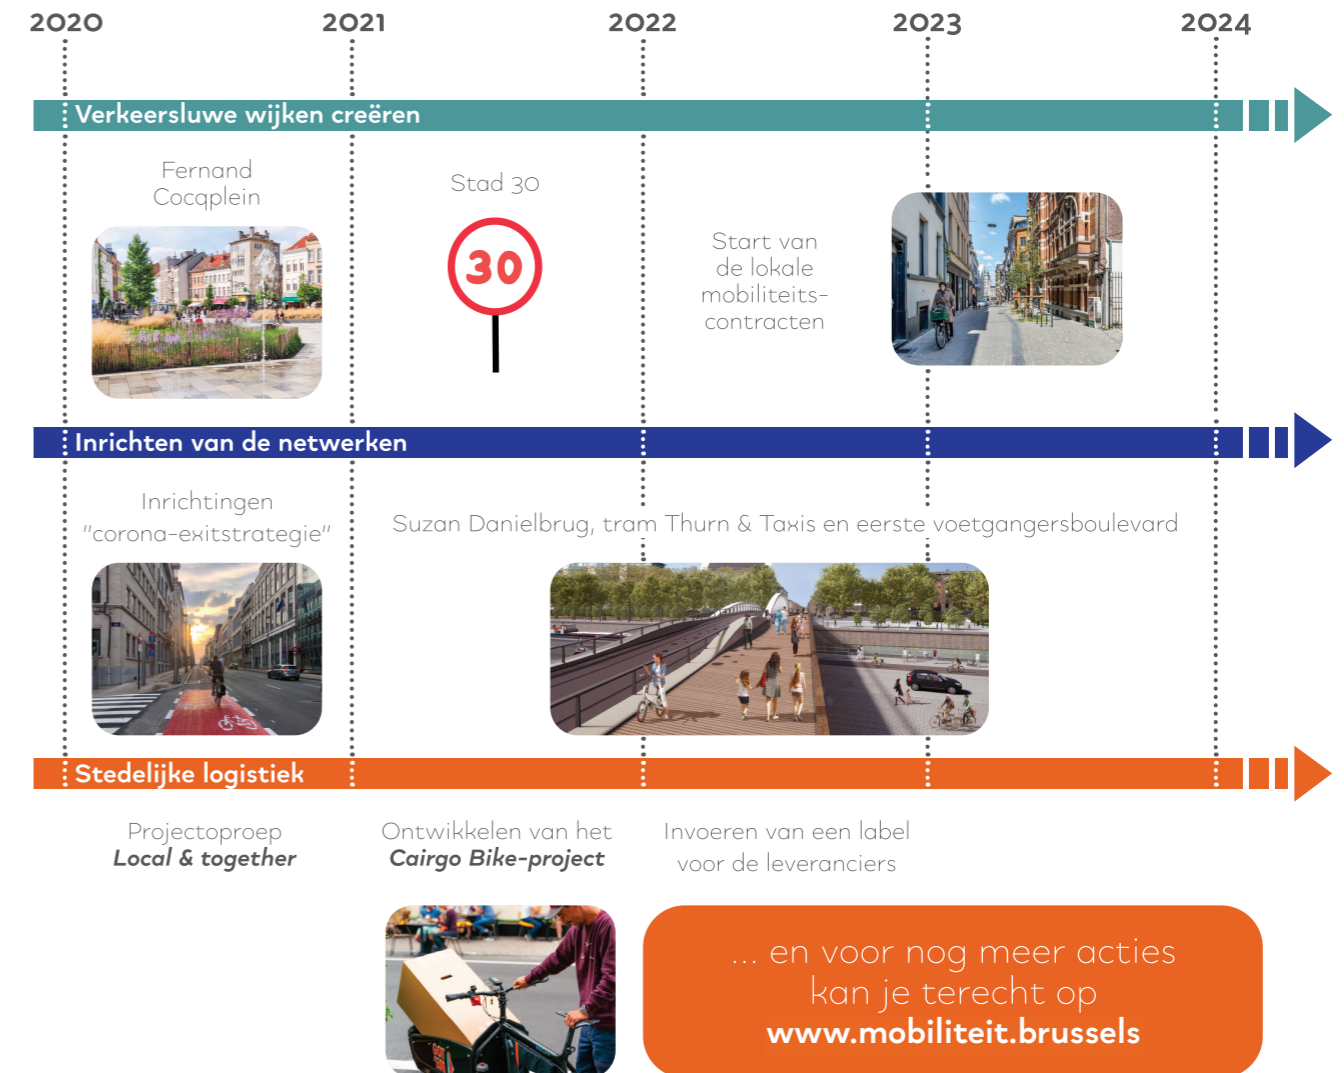 2020 2021 2022 2023 2024
Verkeersluwe wijken creëren
Fernand
Cocqplein
Stad 30
30
Start van
de lokale
mobiliteits-
contracten
Inrichten van de netwerken
Inrichtingen
"corona-exitstrategie"
Suzan Danielbrug, tram Thurn & Taxis en eerste voetgangersboulevard
Stedelijke logistiek
Projectoproep
Local & together
Ontwikkelen van het
Cairgo Bike-project
Invoeren van een label
voor de leveranciers
... en voor nog meer acties
kan je terecht op
www.mobiliteit.brussels